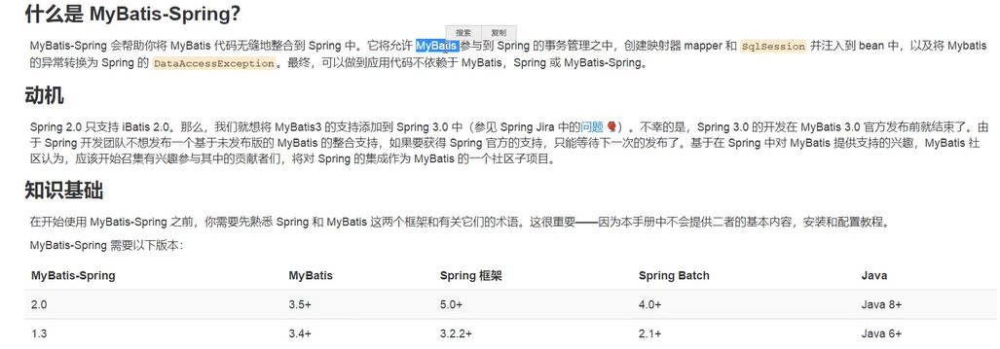 什么是 MyBatis-Spring？
搜索 复制
MyBatis-Spring 会帮助你将 MyBatis 代码无缝地整合到 Spring 中。它将允许 MyBatis 参与到 Spring 的事务管理之中，创建映射器 mapper 和 SqlSession 并注入到 bean 中，以及将 Mybatis
的异常转换为 Spring 的 DataAccessException。最终，可以做到应用代码不依赖于 MyBatis，Spring 或 MyBatis-Spring。
动机
Spring 2.0 只支持 iBatis 2.0。那么，我们就想将 MyBatis3 的支持添加到 Spring 3.0 中（参见 Spring Jira 中的问题）。不幸的是，Spring 3.0 的开发在 MyBatis 3.0 官方发布前就结束了。由
于 Spring 开发团队不想发布一个基于未发布版的 MyBatis 的整合支持，如果要获得 Spring 官方的支持，只能等待下一次的发布了。基于在 Spring 中对 MyBatis 提供支持的兴趣，MyBatis 社
区认为，应该开始召集有兴趣参与其中的贡献者们，将对 Spring 的集成作为 MyBatis 的一个社区子项目。
知识基础
在开始使用 MyBatis-Spring 之前，你需要先熟悉 Spring 和 MyBatis 这两个框架和有关它们的术语。这很重要——因为本手册中不会提供二者的基本内容，安装和配置教程。
MyBatis-Spring 需要以下版本：
MyBatis-Spring MyBatis Spring 框架 Spring Batch Java
2.0 3.5+ 5.0+ 4.0+ Java 8+
1.3 3.4+ 3.2.2+ 2.1+ Java 6+